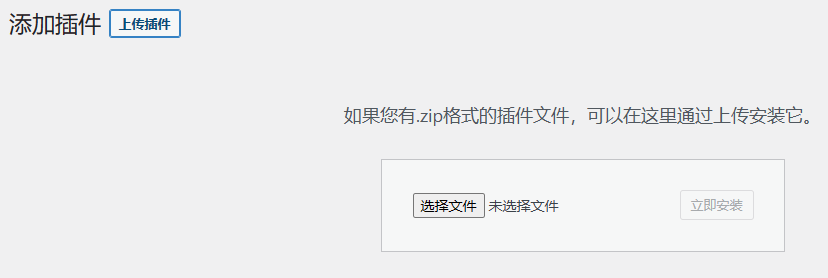 添加插件 上传插件
如果您有.zip格式的插件文件，可以在这里通过上传安装它。
选择文件 未选择文件 立即安装